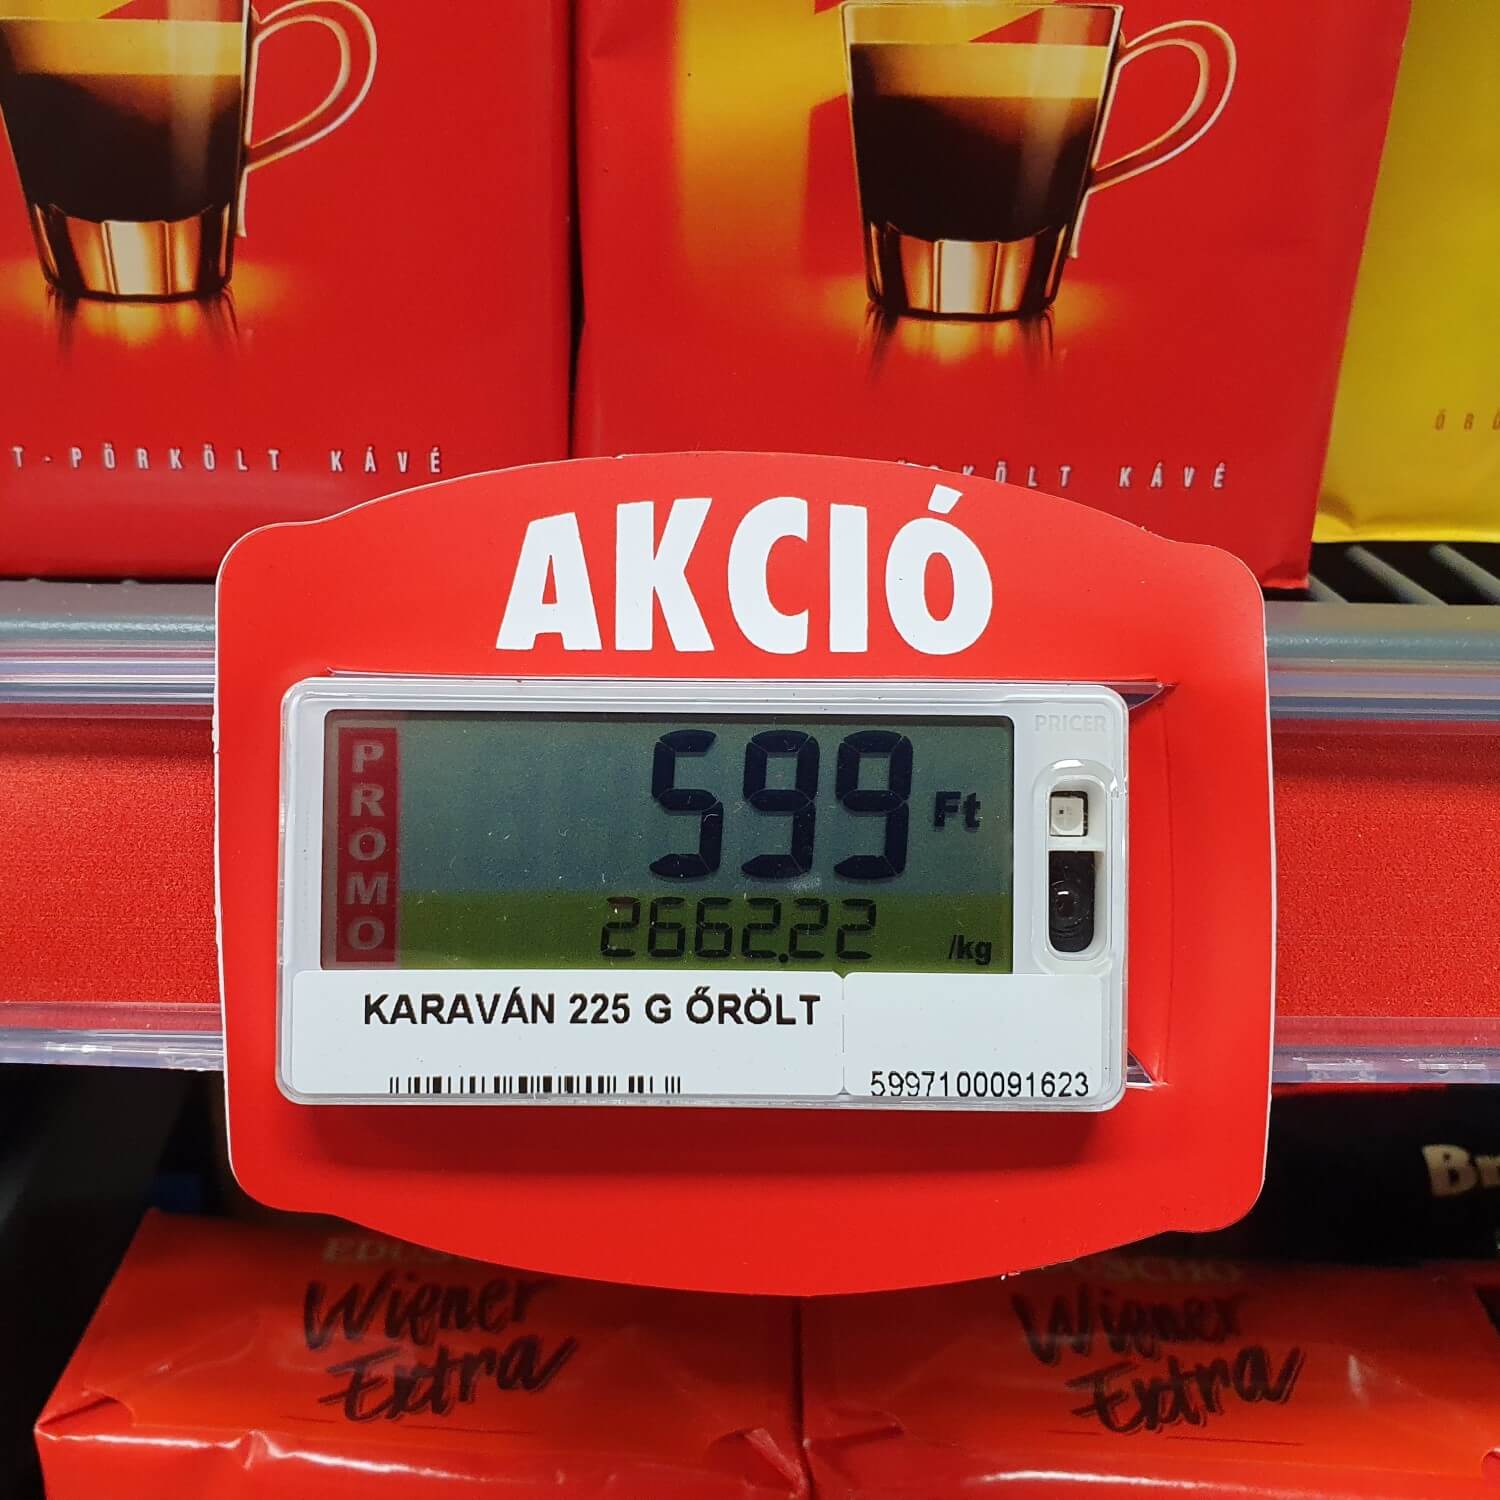 T-PÖRKÖLT KÁVÉ
KÖLT KÁVÉ
AKCIÓ
PRICER
PROMO
599 Ft
2662.22 /kg
KARAVÁN 225 G ŐRÖLT
5997100091623
Wiener
Extra
Wiener
Extra